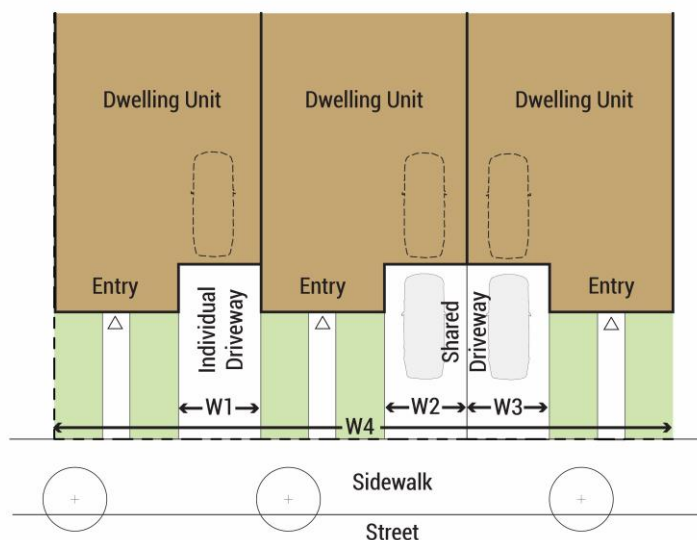 Dwelling Unit
Dwelling Unit
Dwelling Unit
Entry
Entry
Entry
Individual
Driveway
Shared
Driveway
W1
W2
W3
W4
Sidewalk
Street